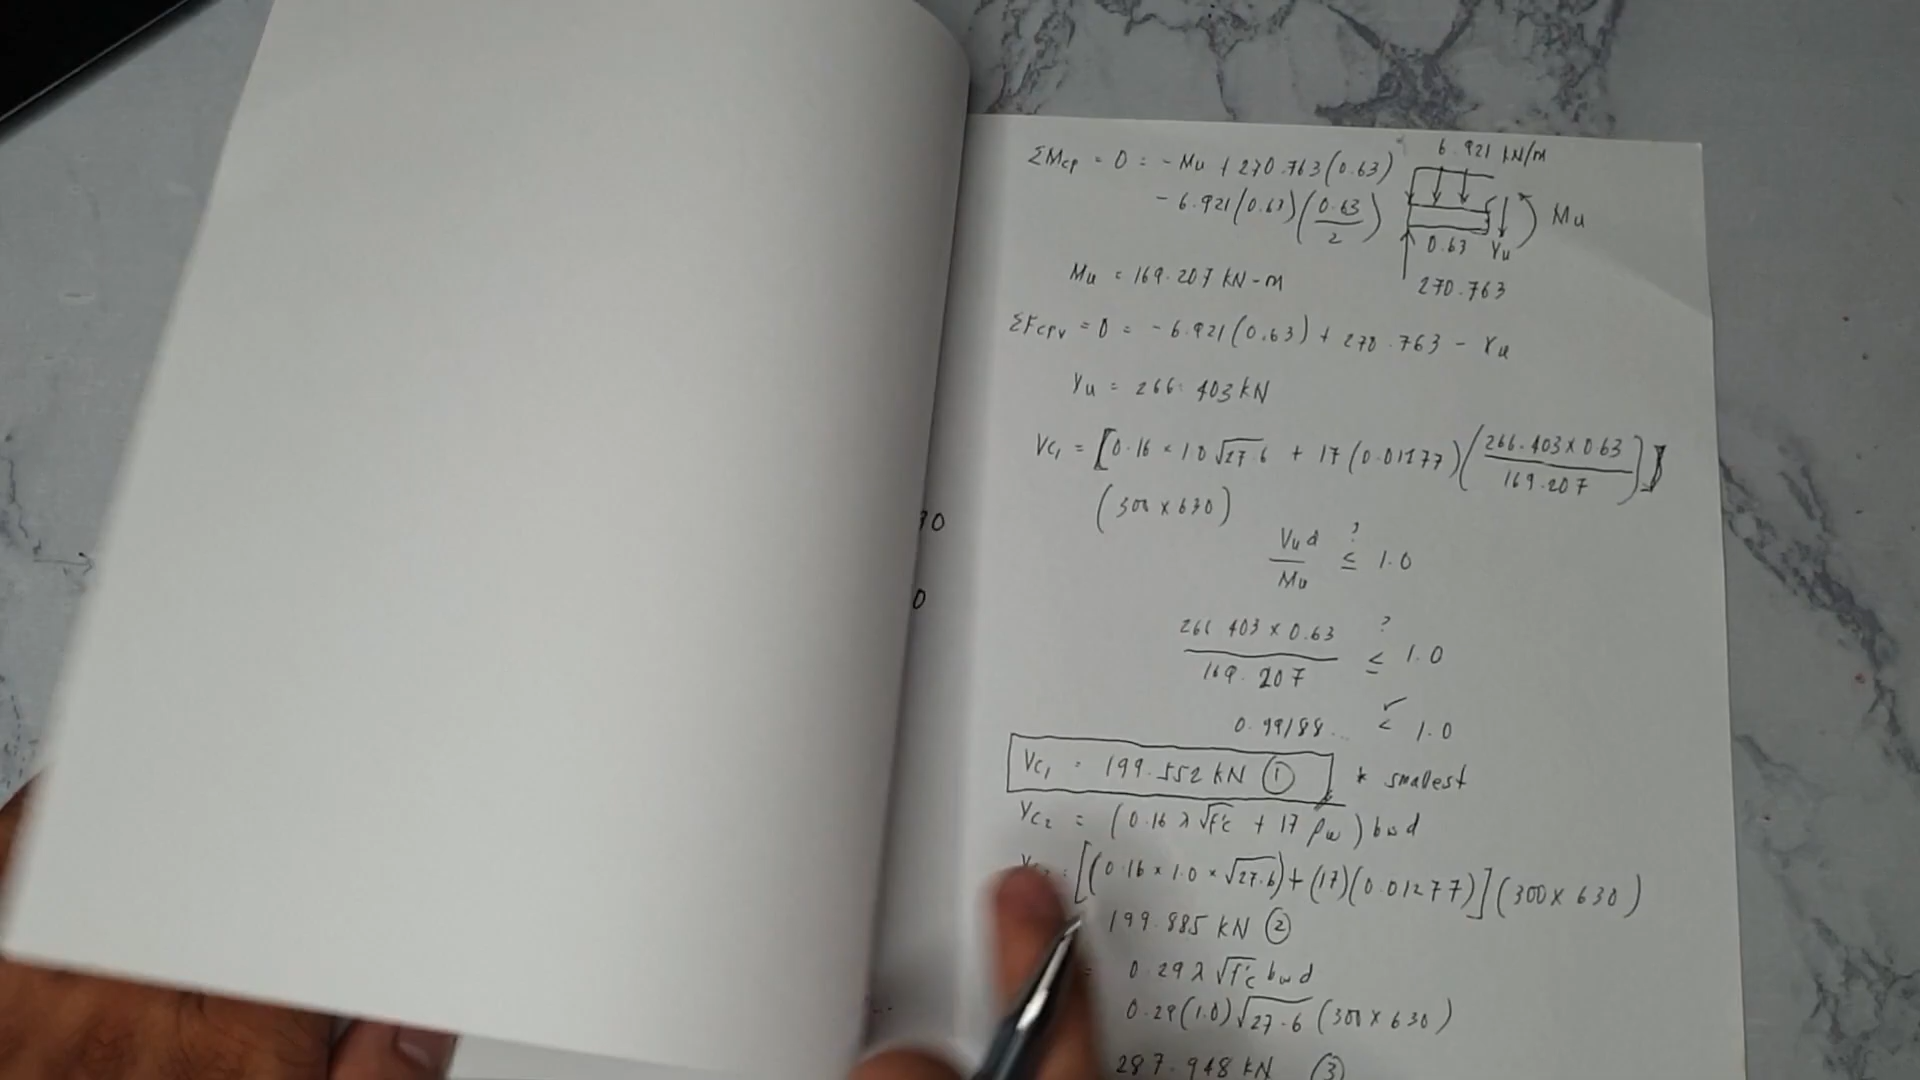 ΣMcp = 0 = - Mu + 270.763(0.63)
- 6.921(0.63)(0.63/2)
6.921 kN/m
Mu
0.63 Vu
270.763
Mu = 169.207 kN-m
ΣFcpv = 0 = - 6.921(0.63) + 270.763 - Vu
Vu = 266.403 kN
Vc₁ = [0.16 × 1.0 √27.6 + 17(0.01277)(266.403 × 0.63 / 169.207)]
(300 × 630)
Vud / Mu ≤? 1.0
266.403 × 0.63 / 169.207 ≤? 1.0
0.99188... < ✓ 1.0
Vc₁ = 199.552 kN ① * smallest
Vc₂ = (0.16 λ √f'c + 17 ρw) bwd
= [(0.16 × 1.0 × √27.6) + (17)(0.01277)](300 × 630)
199.885 kN ②
= 0.29 λ √f'c bwd
0.29(1.0)√27.6 (300 × 630)
287.948 kN ③
0
0